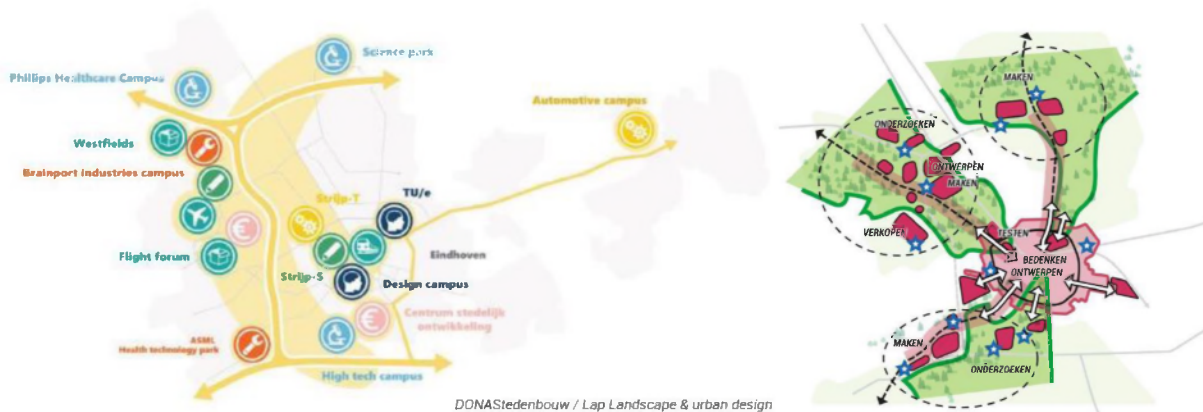 Science park
Phillips Healthcare Campus
Automotive campus
Westfields
Brainport industries campus
Strijp-T
TU/e
Flight forum
Eindhoven
Strijp-S
Design campus
Centrum stedelijk
ontwikkeling
ASML
Health technology park
High tech campus
MAKEN
ONDERZOEKEN
ONTWERPEN
MAKEN
VERKOPEN
TESTEN
BEDENKEN
ONTWERPEN
MAKEN
ONDERZOEKEN
DONAStedenbouw / Lap Landscape & urban design